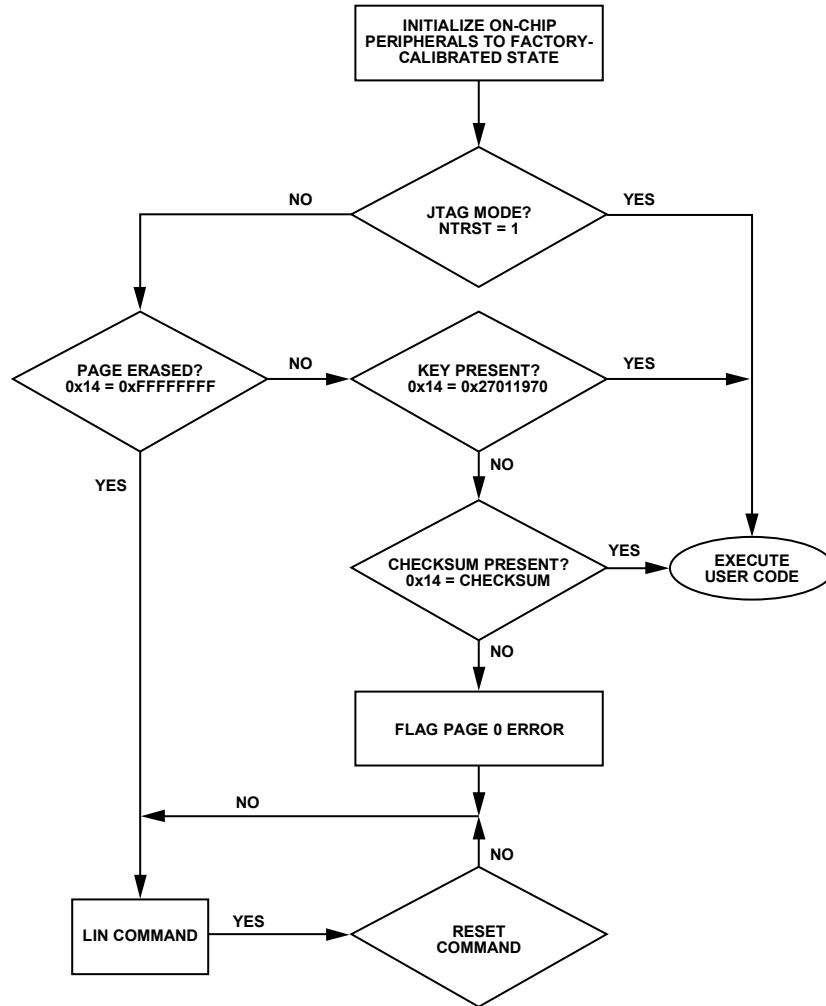 INITIALIZE ON-CHIP
PERIPHERALS TO FACTORY-
CALIBRATED STATE
NO
JTAG MODE?
NTRST = 1
YES
PAGE ERASED?
0x14 = 0xFFFFFFFF
NO
KEY PRESENT?
0x14 = 0x27011970
YES
YES
NO
CHECKSUM PRESENT?
0x14 = CHECKSUM
YES
EXECUTE
USER CODE
NO
FLAG PAGE 0 ERROR
NO
NO
LIN COMMAND
YES
RESET
COMMAND